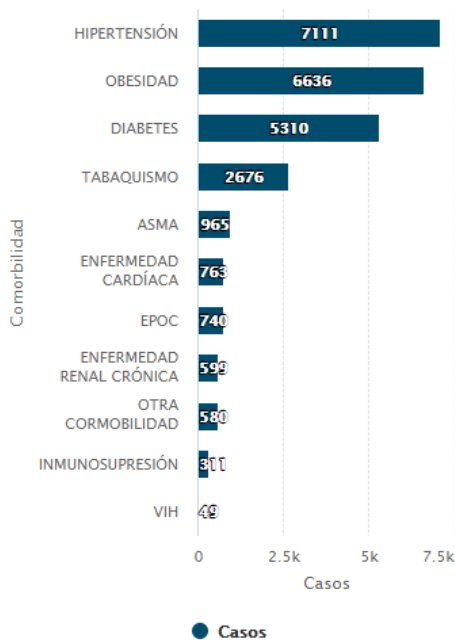 HIPERTENSIÓN
7111
OBESIDAD
6636
DIABETES
5310
TABAQUISMO
2676
ASMA
965
ENFERMEDAD
CARDÍACA
763
EPOC
740
ENFERMEDAD
RENAL CRÓNICA
599
OTRA
CORMOBILIDAD
580
INMUNOSUPRESIÓN
311
VIH
49
Comorbilidad
0
2.5k
5k
7.5k
Casos
Casos